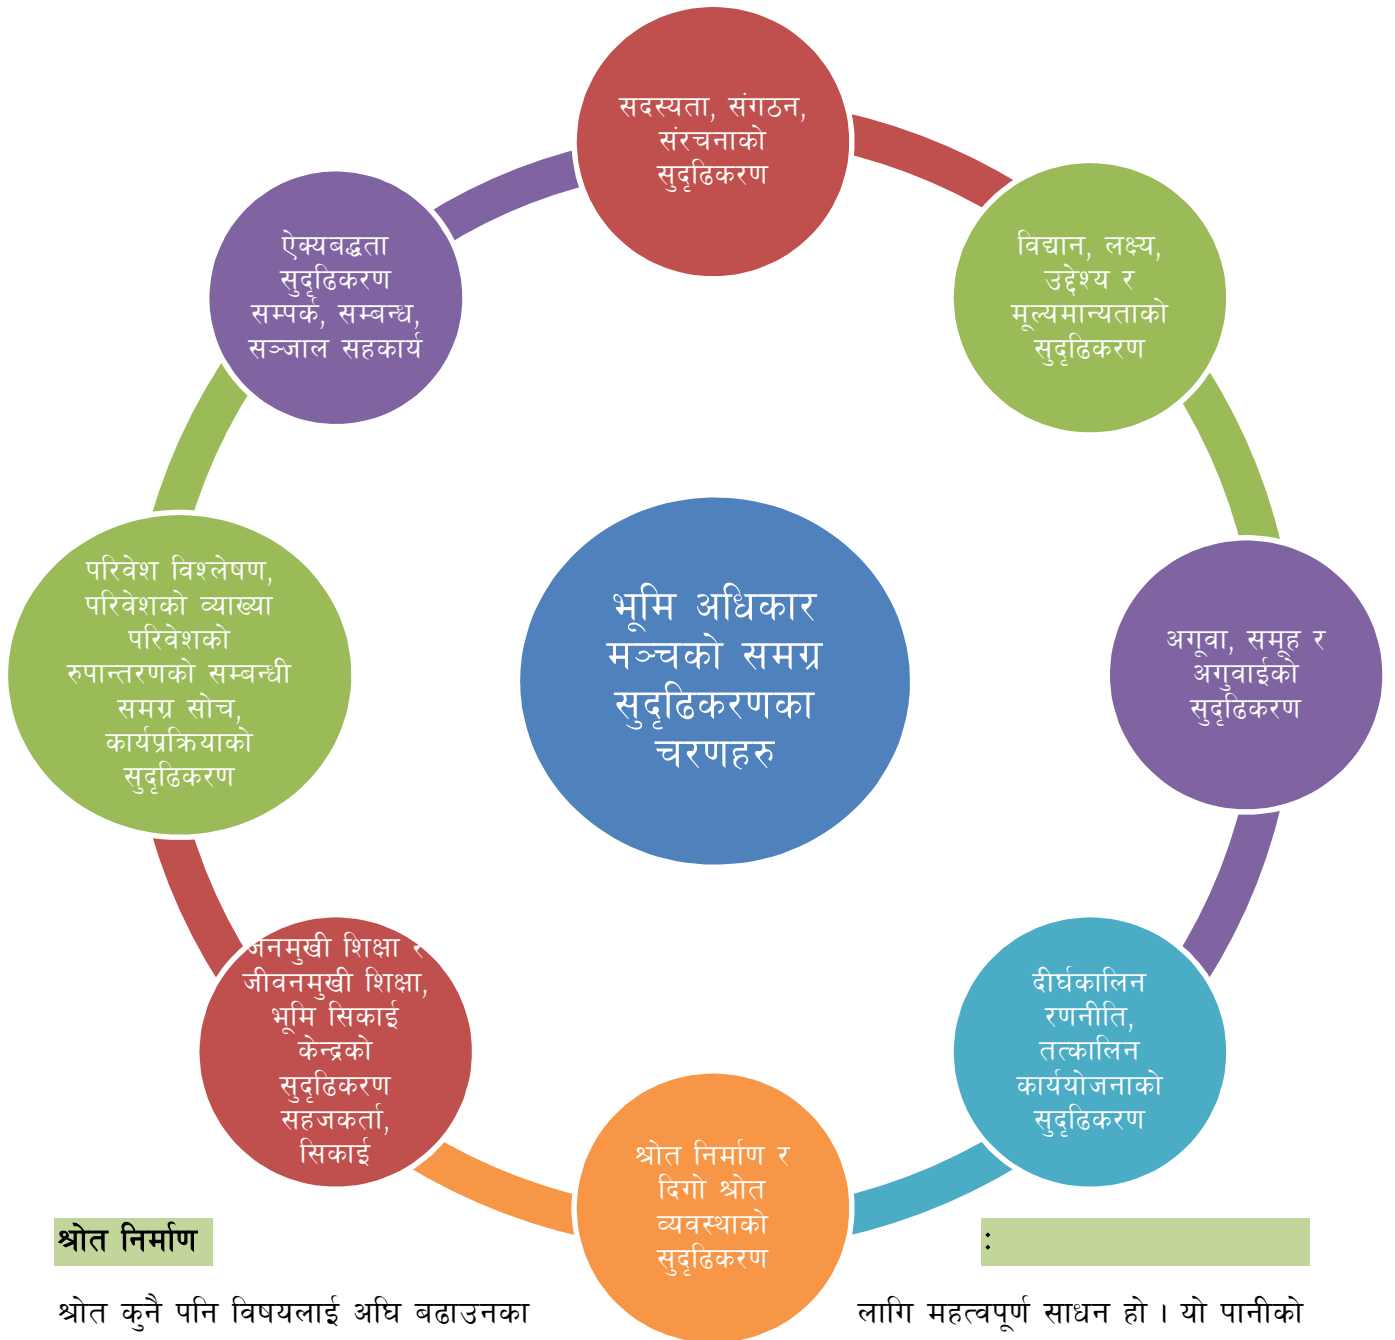 सदस्यता, संगठन,
संरचनाको
सुदृढिकरण
विद्यान, लक्ष्य,
उद्देश्य र
मूल्यमान्यताको
सुदृढिकरण
अगूवा, समूह र
अगुवाईको
सुदृढिकरण
दीर्घकालिन
रणनीति,
तत्कालिन
कार्ययोजनाको
सुदृढिकरण
श्रोत निर्माण र
दिगो श्रोत
व्यवस्थाको
सुदृढिकरण
जनमुखी शिक्षा र
जीवनमुखी शिक्षा,
भूमि सिकाई
केन्द्रको
सुदृढिकरण
सहजकर्ता,
सिकाई
परिवेश विश्लेषण,
परिवेशको व्याख्या
परिवेशको
रुपान्तरणको सम्बन्धी
समग्र सोच,
कार्यप्रक्रियाको
सुदृढिकरण
ऐक्यबद्धता
सुदृढिकरण
सम्पर्क, सम्बन्ध,
सञ्जाल सहकार्य
भूमि अधिकार
मञ्चको समग्र
सुदृढिकरणका
चरणहरु
श्रोत निर्माण :
श्रोत कुनै पनि विषयलाई अघि बढाउनका लागि महत्वपूर्ण साधन हो । यो पानीको